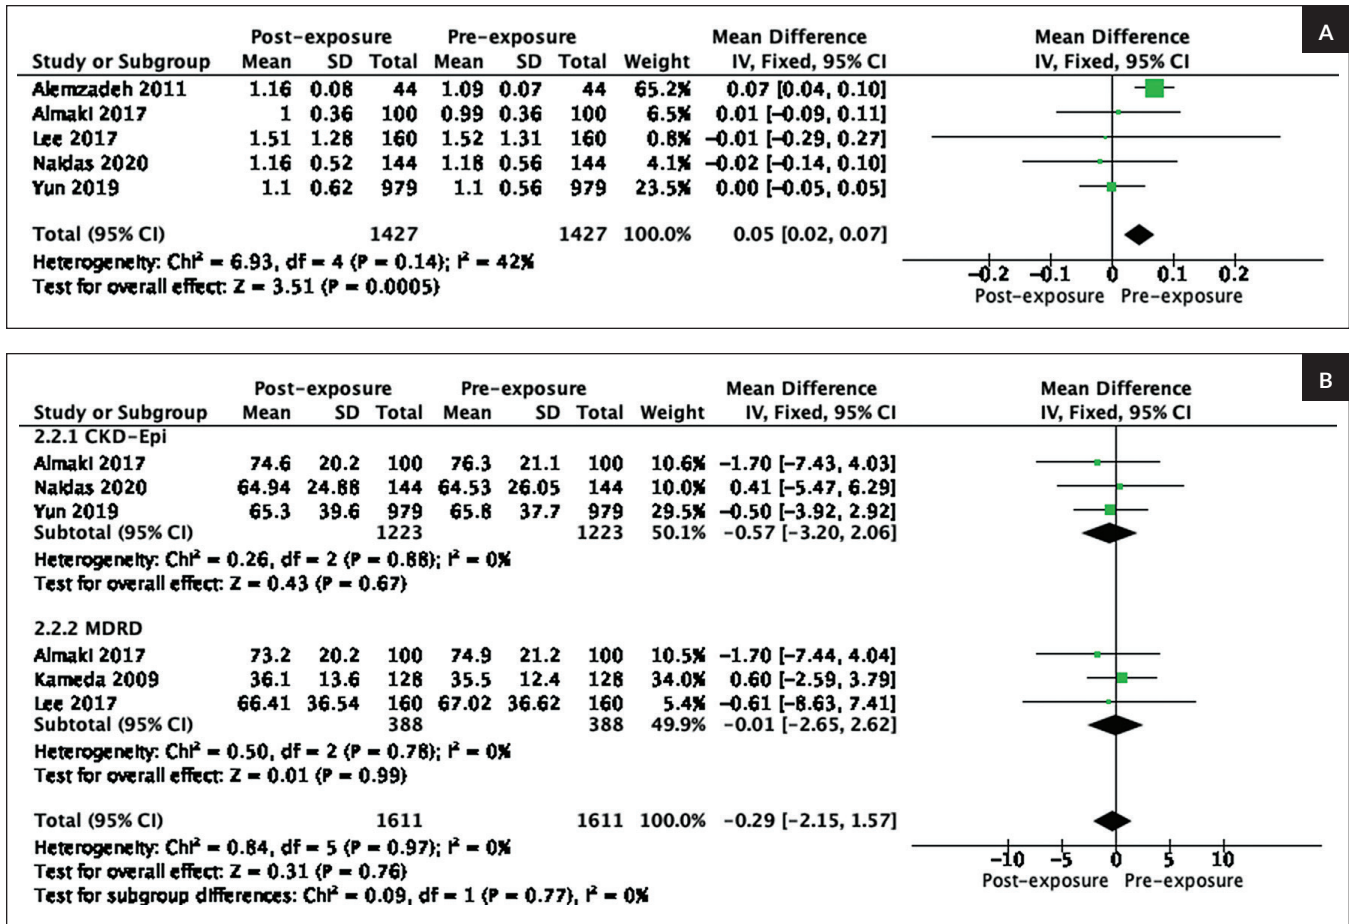 A
Post-exposure Pre-exposure Mean Difference Mean Difference
Study or Subgroup Mean SD Total Mean SD Total Weight IV, Fixed, 95% CI IV, Fixed, 95% CI
Alemzadeh 2011 1.16 0.08 44 1.09 0.07 44 65.2% 0.07 [0.04, 0.10]
Almaki 2017 1 0.36 100 0.99 0.36 100 6.5% 0.01 [-0.09, 0.11]
Lee 2017 1.51 1.28 160 1.52 1.31 160 0.8% -0.01 [-0.29, 0.27]
Naidas 2020 1.16 0.52 144 1.18 0.56 144 4.1% -0.02 [-0.14, 0.10]
Yun 2019 1.1 0.62 979 1.1 0.56 979 23.5% 0.00 [-0.05, 0.05]
Total (95% CI) 1427 1427 100.0% 0.05 [0.02, 0.07]
Heterogeneity: Chi² = 6.93, df = 4 (P = 0.14); I² = 42%
Test for overall effect: Z = 3.51 (P = 0.0005)
-0.2 -0.1 0 0.1 0.2
Post-exposure Pre-exposure
B
Post-exposure Pre-exposure Mean Difference Mean Difference
Study or Subgroup Mean SD Total Mean SD Total Weight IV, Fixed, 95% CI IV, Fixed, 95% CI
2.2.1 CKD-Epi
Almaki 2017 74.6 20.2 100 76.3 21.1 100 10.6% -1.70 [-7.43, 4.03]
Naidas 2020 64.94 24.88 144 64.53 26.05 144 10.0% 0.41 [-5.47, 6.29]
Yun 2019 65.3 39.6 979 65.8 37.7 979 29.5% -0.50 [-3.92, 2.92]
Subtotal (95% CI) 1223 1223 50.1% -0.57 [-3.20, 2.06]
Heterogeneity: Chi² = 0.26, df = 2 (P = 0.88); I² = 0%
Test for overall effect: Z = 0.43 (P = 0.67)
2.2.2 MDRD
Almaki 2017 73.2 20.2 100 74.9 21.2 100 10.5% -1.70 [-7.44, 4.04]
Kameda 2009 36.1 13.6 128 35.5 12.4 128 34.0% 0.60 [-2.59, 3.79]
Lee 2017 66.41 36.54 160 67.02 36.62 160 5.4% -0.61 [-8.63, 7.41]
Subtotal (95% CI) 388 388 49.9% -0.01 [-2.65, 2.62]
Heterogeneity: Chi² = 0.50, df = 2 (P = 0.78); I² = 0%
Test for overall effect: Z = 0.01 (P = 0.99)
Total (95% CI) 1611 1611 100.0% -0.29 [-2.15, 1.57]
Heterogeneity: Chi² = 0.84, df = 5 (P = 0.97); I² = 0%
Test for overall effect: Z = 0.31 (P = 0.76)
Test for subgroup differences: Chi² = 0.09, df = 1 (P = 0.77), I² = 0%
-10 -5 0 5 10
Post-exposure Pre-exposure